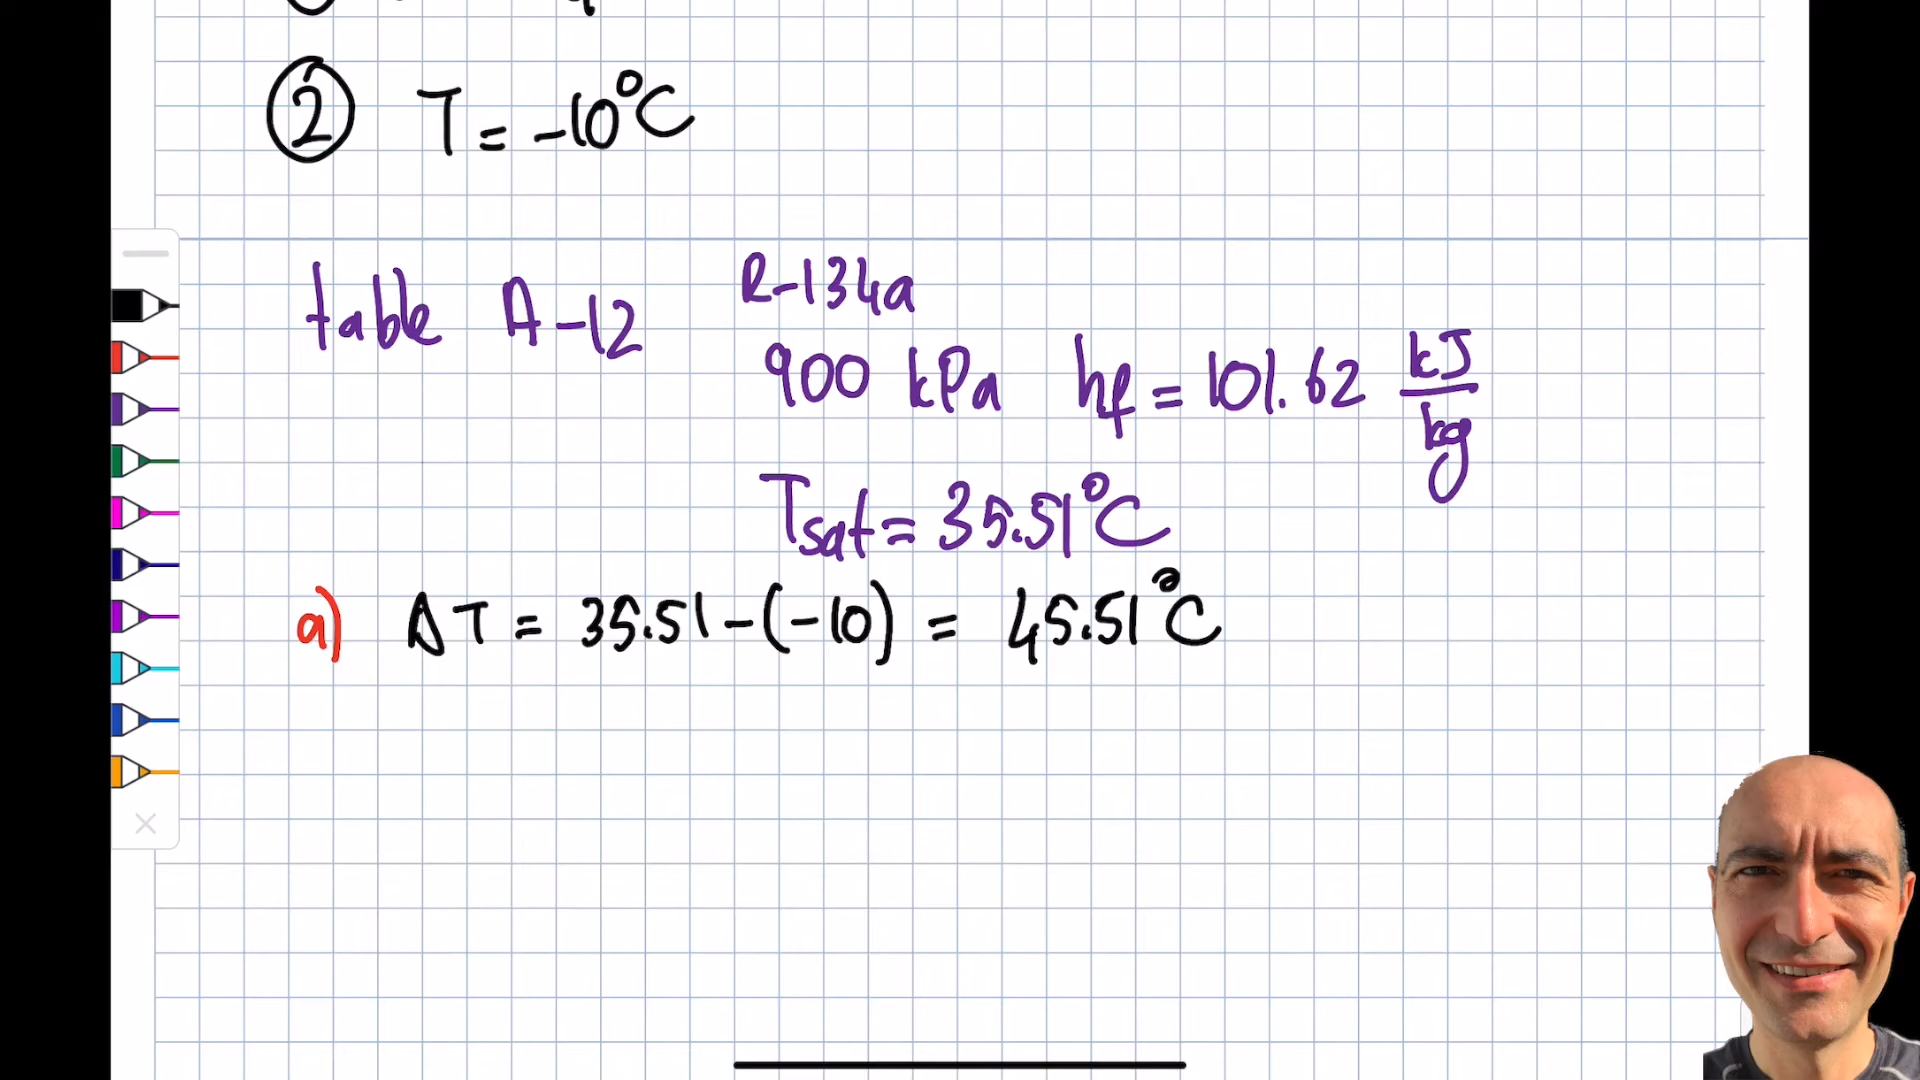 ② T = -10°C
table A-12 R-134a
900 kPa hf = 101.62 kJ/kg
Tsat = 35.51°C
a) ΔT = 35.51 - (-10) = 45.51°C